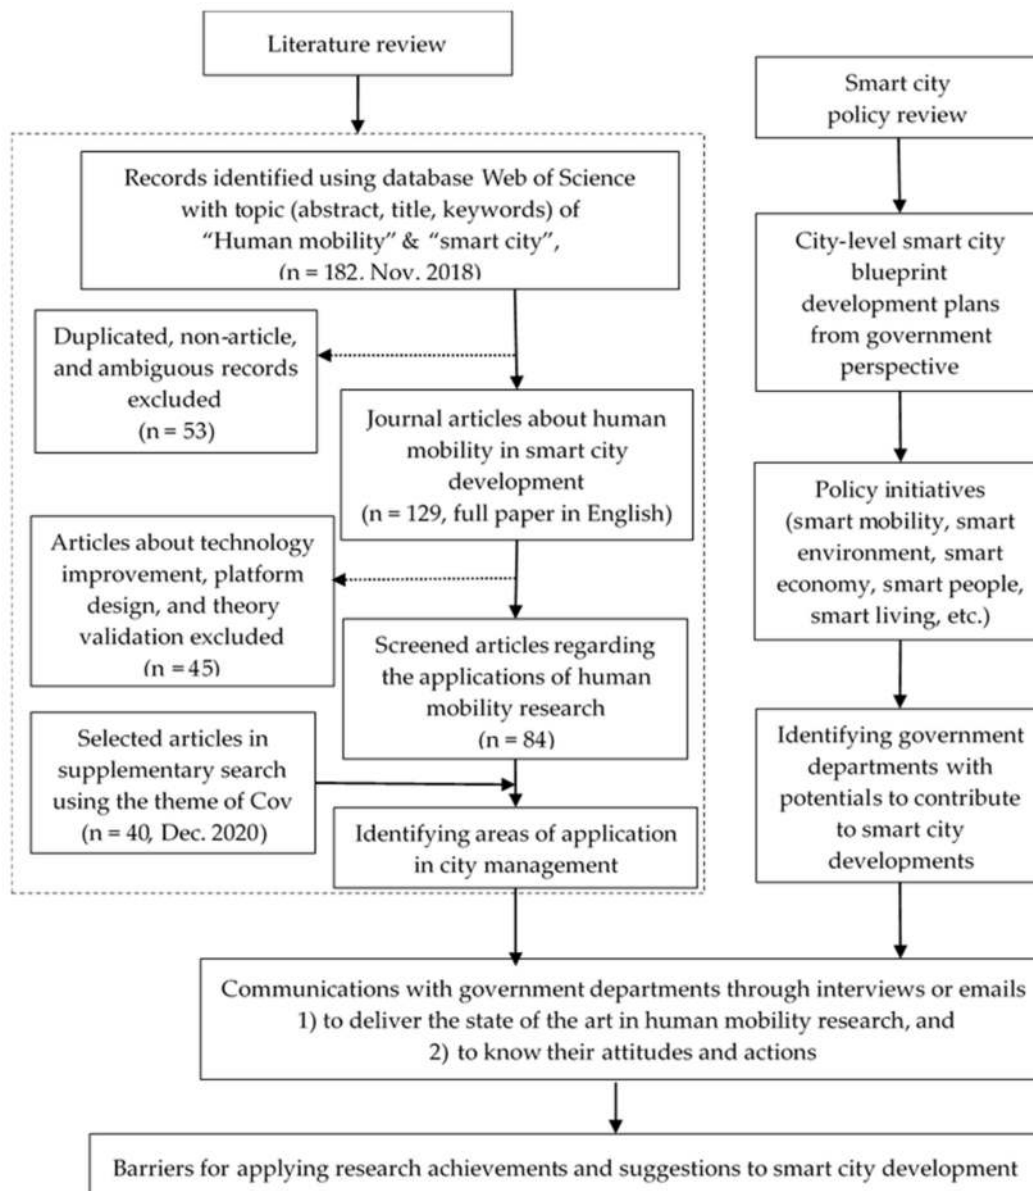 Literature review
Records identified using database Web of Science
with topic (abstract, title, keywords) of
“Human mobility” & “smart city”,
(n = 182. Nov. 2018)
Duplicated, non-article,
and ambiguous records
excluded
(n = 53)
Journal articles about human
mobility in smart city
development
(n = 129, full paper in English)
Articles about technology
improvement, platform
design, and theory
validation excluded
(n = 45)
Screened articles regarding
the applications of human
mobility research
(n = 84)
Selected articles in
supplementary search
using the theme of Cov
(n = 40, Dec. 2020)
Identifying areas of application
in city management
Smart city
policy review
City-level smart city
blueprint
development plans
from government
perspective
Policy initiatives
(smart mobility, smart
environment, smart
economy, smart people,
smart living, etc.)
Identifying government
departments with
potentials to contribute
to smart city
developments
Communications with government departments through interviews or emails
1) to deliver the state of the art in human mobility research, and
2) to know their attitudes and actions
Barriers for applying research achievements and suggestions to smart city development